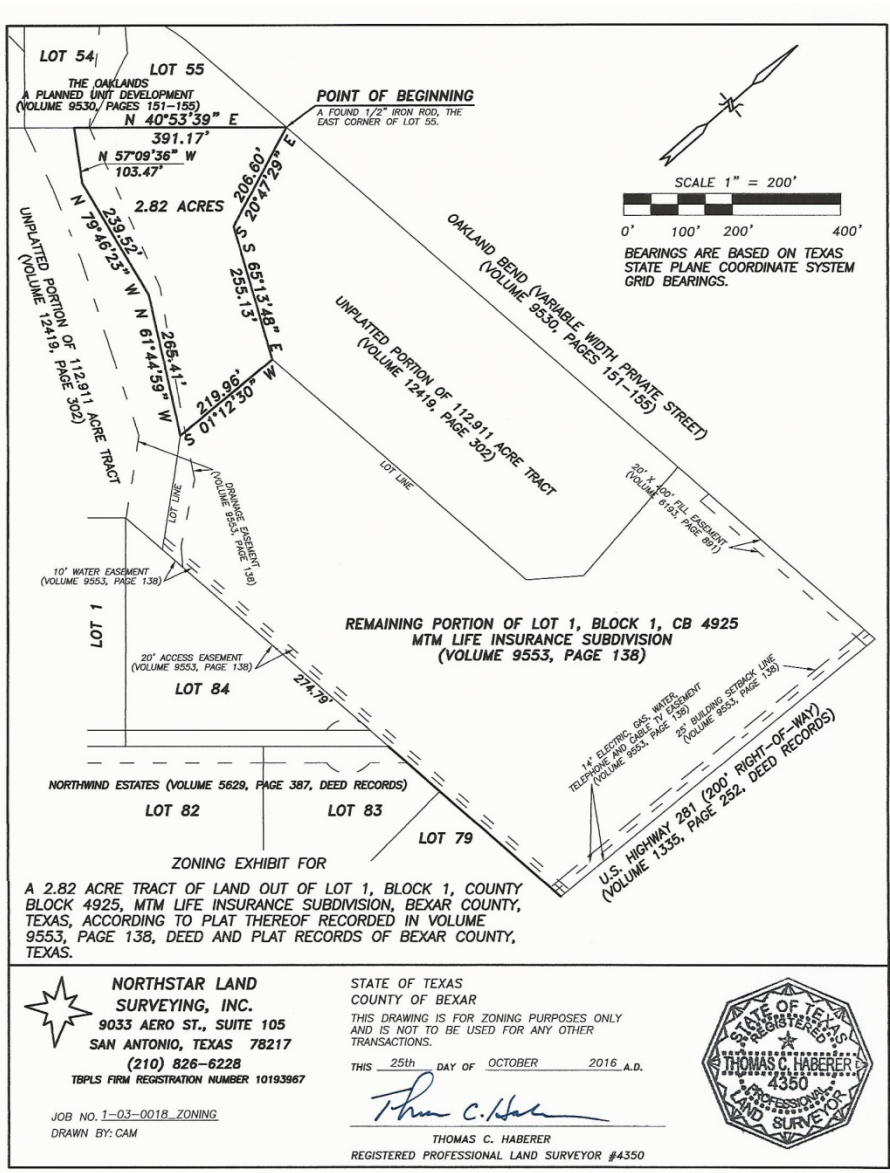 LOT 54
LOT 55
THE OAKLANDS
A PLANNED UNIT DEVELOPMENT
(VOLUME 9530, PAGES 151-155)
N 40°53'39" E
391.17'
N 57°09'36" W
103.47'
POINT OF BEGINNING
A FOUND 1/2" IRON ROD, THE
EAST CORNER OF LOT 55.
N
SCALE 1" = 200'
0' 100' 200' 400'
BEARINGS ARE BASED ON TEXAS
STATE PLANE COORDINATE SYSTEM
GRID BEARINGS.
206.60'
S 20°47'29" E
2.82 ACRES
239.52'
N 79°46'23" W
S 65°13'48" E
255.13'
265.41'
N 61°44'59" W
219.96'
S 01°12'30" W
UNPLATTED PORTION OF 112.911 ACRE TRACT
(VOLUME 12419, PAGE 302)
OAKLAND BEND (VARIABLE WIDTH PRIVATE STREET)
(VOLUME 9530, PAGES 151-155)
UNPLATTED PORTION OF 112.911 ACRE TRACT
(VOLUME 12419, PAGE 302)
LOT LINE
LOT LINE
DRAINAGE EASEMENT
(VOLUME 9553, PAGE 138)
20' X 400' FILL EASEMENT
(VOLUME 6193, PAGE 891)
10' WATER EASEMENT
(VOLUME 9553, PAGE 138)
LOT 1
REMAINING PORTION OF LOT 1, BLOCK 1, CB 4925
MTM LIFE INSURANCE SUBDIVISION
(VOLUME 9553, PAGE 138)
20' ACCESS EASEMENT
(VOLUME 9553, PAGE 138)
LOT 84
274.79'
14' ELECTRIC, GAS, WATER,
TELEPHONE AND CABLE TV EASEMENT
(VOLUME 9553, PAGE 138)
25' BUILDING SETBACK LINE
(VOLUME 9553, PAGE 138)
U.S. HIGHWAY 281 (200' RIGHT-OF-WAY)
(VOLUME 1335, PAGE 252, DEED RECORDS)
NORTHWIND ESTATES (VOLUME 5629, PAGE 387, DEED RECORDS)
LOT 82
LOT 83
LOT 79
ZONING EXHIBIT FOR
A 2.82 ACRE TRACT OF LAND OUT OF LOT 1, BLOCK 1, COUNTY
BLOCK 4925, MTM LIFE INSURANCE SUBDIVISION, BEXAR COUNTY,
TEXAS, ACCORDING TO PLAT THEREOF RECORDED IN VOLUME
9553, PAGE 138, DEED AND PLAT RECORDS OF BEXAR COUNTY,
TEXAS.
NORTHSTAR LAND
SURVEYING, INC.
9033 AERO ST., SUITE 105
SAN ANTONIO, TEXAS 78217
(210) 826-6228
TBPLS FIRM REGISTRATION NUMBER 10193967
JOB NO. 1-03-0018_ZONING
DRAWN BY: CAM
STATE OF TEXAS
COUNTY OF BEXAR
THIS DRAWING IS FOR ZONING PURPOSES ONLY
AND IS NOT TO BE USED FOR ANY OTHER
TRANSACTIONS.
THIS 25th DAY OF OCTOBER 2016 A.D.
THOMAS C. HABERER
REGISTERED PROFESSIONAL LAND SURVEYOR #4350
STATE OF TEXAS
REGISTERED
THOMAS C. HABERER
4350
PROFESSIONAL
LAND SURVEYOR